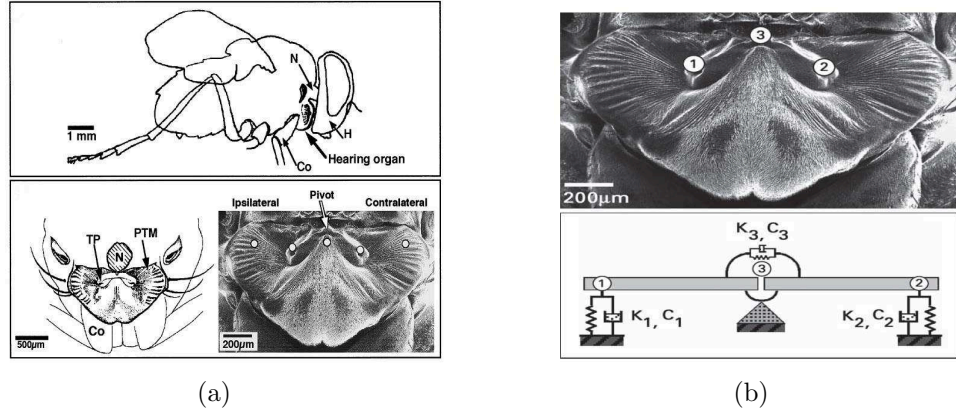 N
1 mm
H
Hearing organ
Co
Pivot
Ipsilateral
Contralateral
TP
PTM
N
Co
500µm
200µm
(a)
3
1
2
200µm
K3, C3
3
1
2
K1, C1
K2, C2
(b)